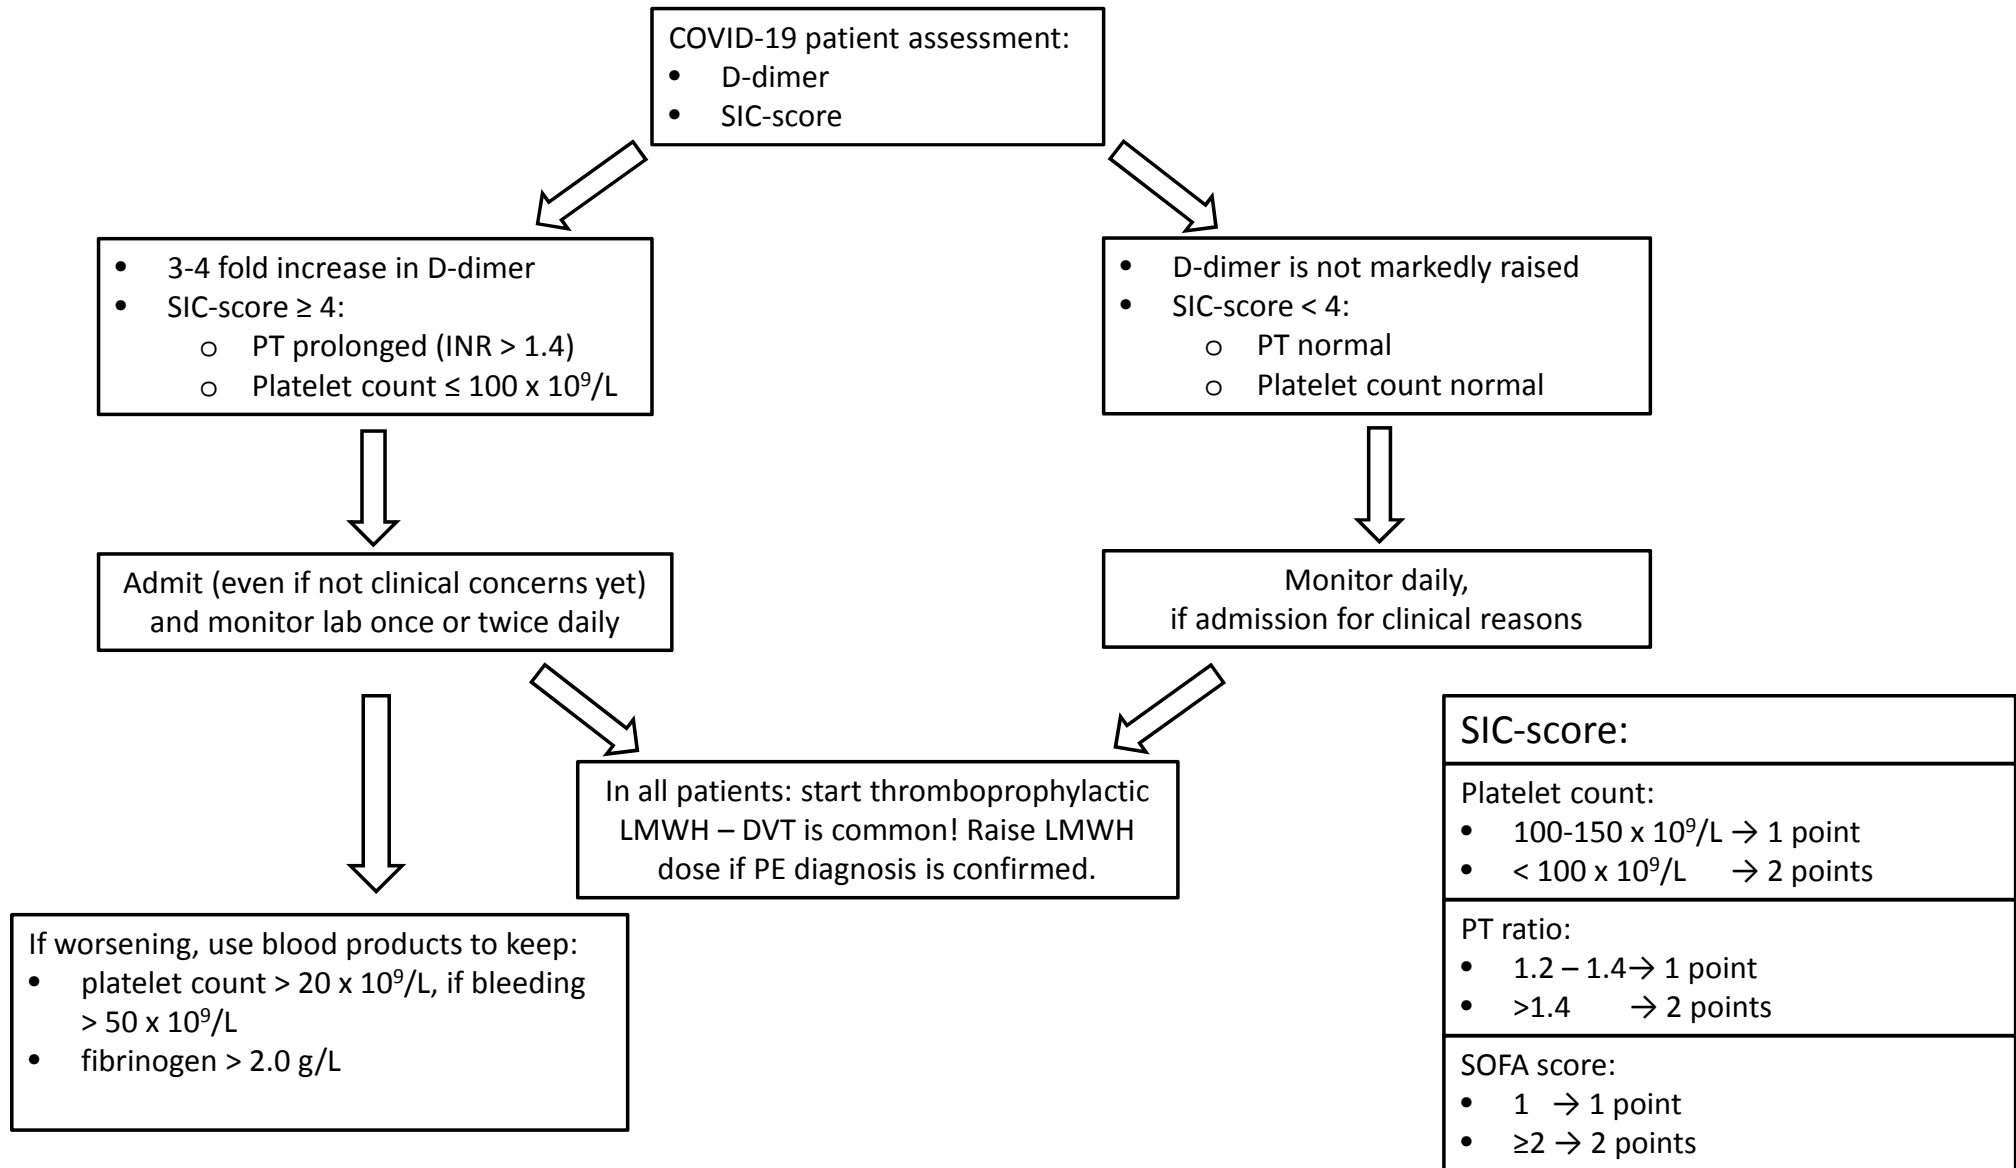 COVID-19 patient assessment:
• D-dimer
• SIC-score
• 3-4 fold increase in D-dimer
• SIC-score ≥ 4:
o PT prolonged (INR > 1.4)
o Platelet count ≤ 100 x 10⁹/L
• D-dimer is not markedly raised
• SIC-score < 4:
o PT normal
o Platelet count normal
Admit (even if not clinical concerns yet)
and monitor lab once or twice daily
Monitor daily,
if admission for clinical reasons
In all patients: start thromboprophylactic
LMWH – DVT is common! Raise LMWH
dose if PE diagnosis is confirmed.
If worsening, use blood products to keep:
• platelet count > 20 x 10⁹/L, if bleeding
> 50 x 10⁹/L
• fibrinogen > 2.0 g/L
SIC-score:
Platelet count:
• 100-150 x 10⁹/L → 1 point
• < 100 x 10⁹/L → 2 points
PT ratio:
• 1.2 – 1.4 → 1 point
• >1.4 → 2 points
SOFA score:
• 1 → 1 point
• ≥2 → 2 points